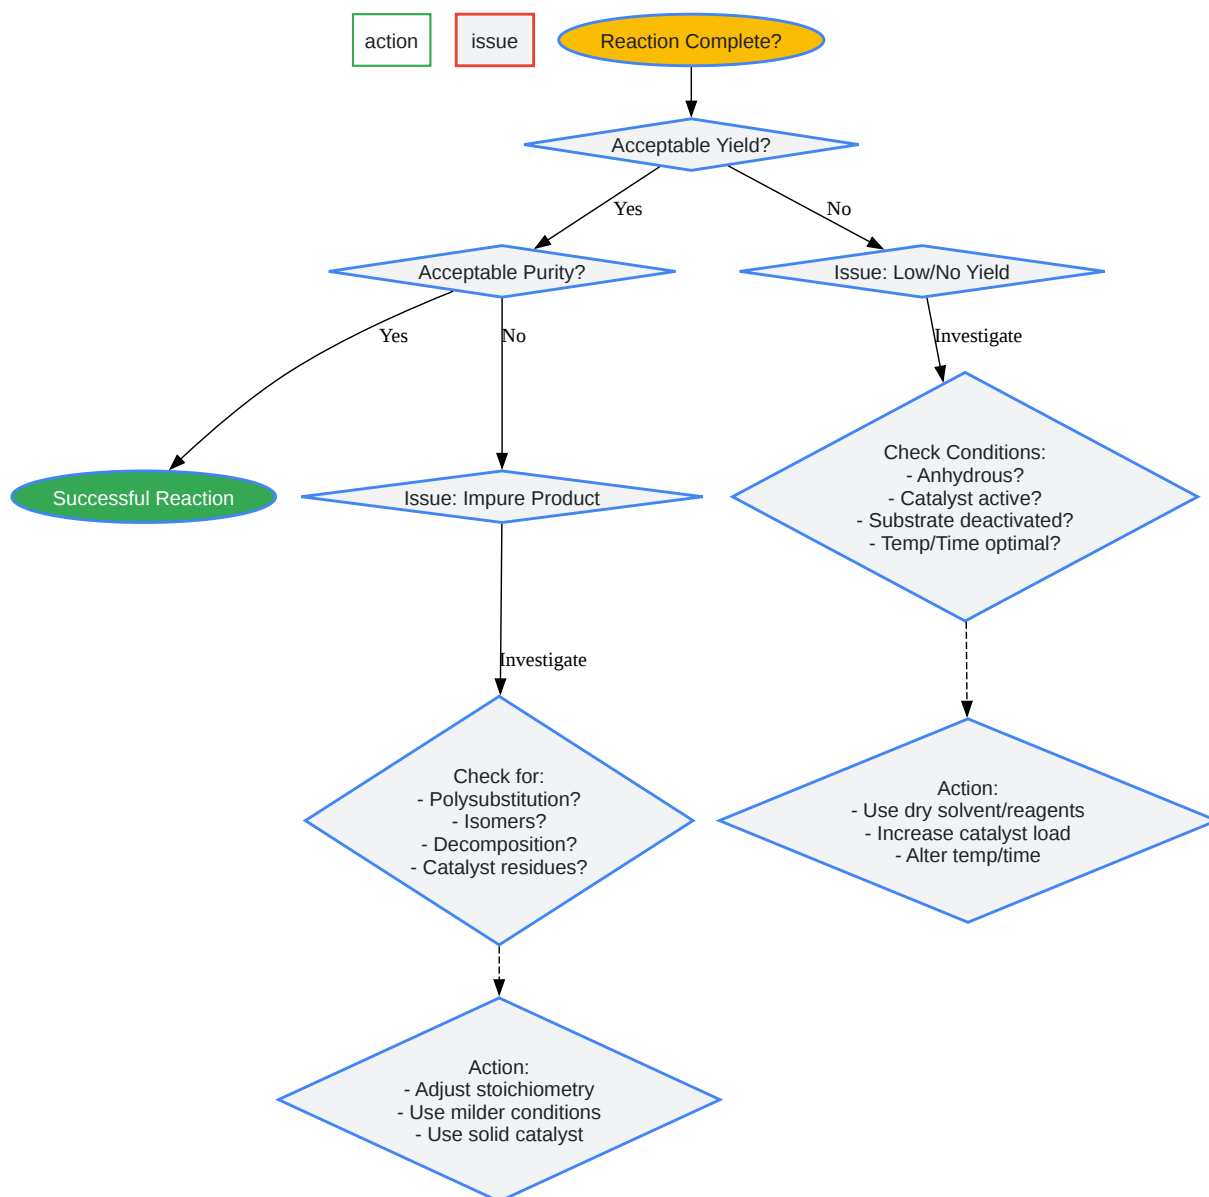 action
issue
Reaction Complete?
Acceptable Yield?
Yes
No
Acceptable Purity?
Issue: Low/No Yield
Yes
No
Investigate
Successful Reaction
Issue: Impure Product
Check Conditions:
- Anhydrous?
- Catalyst active?
- Substrate deactivated?
- Temp/Time optimal?
Investigate
Check for:
- Polysubstitution?
- Isomers?
- Decomposition?
- Catalyst residues?
Action:
- Use dry solvent/reagents
- Increase catalyst load
- Alter temp/time
Action:
- Adjust stoichiometry
- Use milder conditions
- Use solid catalyst